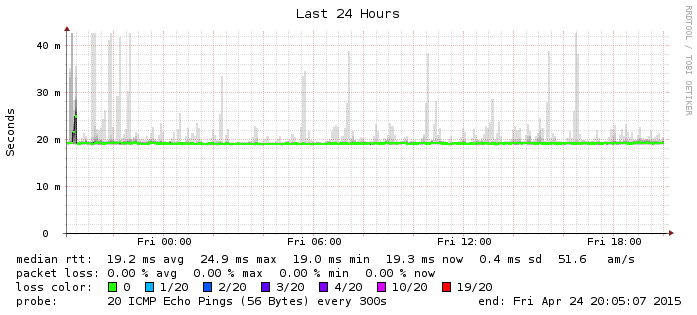 Last 24 Hours
RRDTOOL / TOBI OETIKER
Seconds
40 m
30 m
20 m
10 m
0
Fri 00:00 Fri 06:00 Fri 12:00 Fri 18:00
median rtt: 19.2 ms avg 24.9 ms max 19.0 ms min 19.3 ms now 0.4 ms sd 51.6 am/s
packet loss: 0.00 % avg 0.00 % max 0.00 % min 0.00 % now
loss color: 0 1/20 2/20 3/20 4/20 10/20 19/20
probe: 20 ICMP Echo Pings (56 Bytes) every 300s end: Fri Apr 24 20:05:07 2015